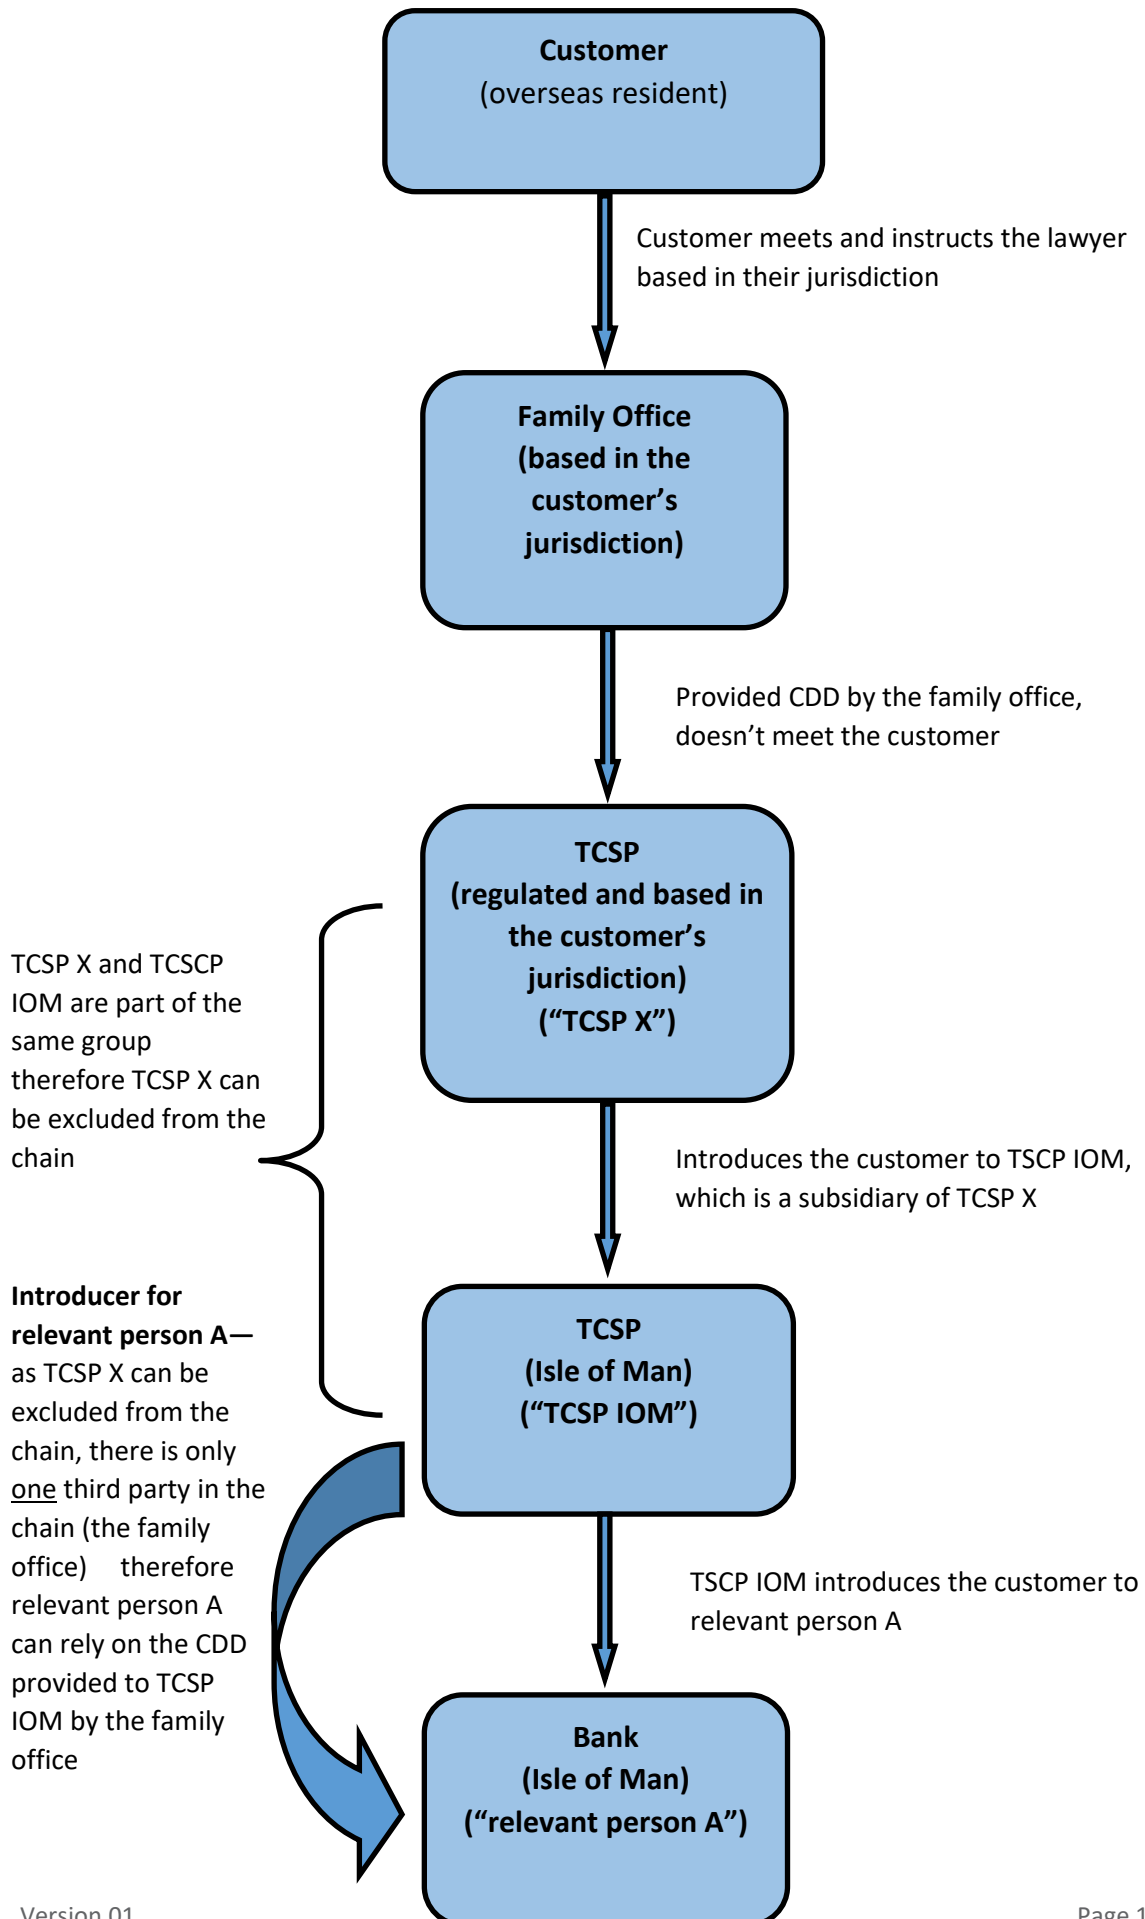 Customer
(overseas resident)
Customer meets and instructs the lawyer
based in their jurisdiction
Family Office
(based in the
customer’s
jurisdiction)
Provided CDD by the family office,
doesn’t meet the customer
TCSP
(regulated and based in
the customer’s
jurisdiction)
(“TCSP X”)
TCSP X and TCSCP
IOM are part of the
same group
therefore TCSP X can
be excluded from the
chain
Introduces the customer to TSCP IOM,
which is a subsidiary of TCSP X
TCSP
(Isle of Man)
(“TCSP IOM”)
Introducer for
relevant person A—
as TCSP X can be
excluded from the
chain, there is only
one third party in the
chain (the family
office) therefore
relevant person A
can rely on the CDD
provided to TCSP
IOM by the family
office
TSCP IOM introduces the customer to
relevant person A
Bank
(Isle of Man)
(“relevant person A”)
Version 01
Page 1